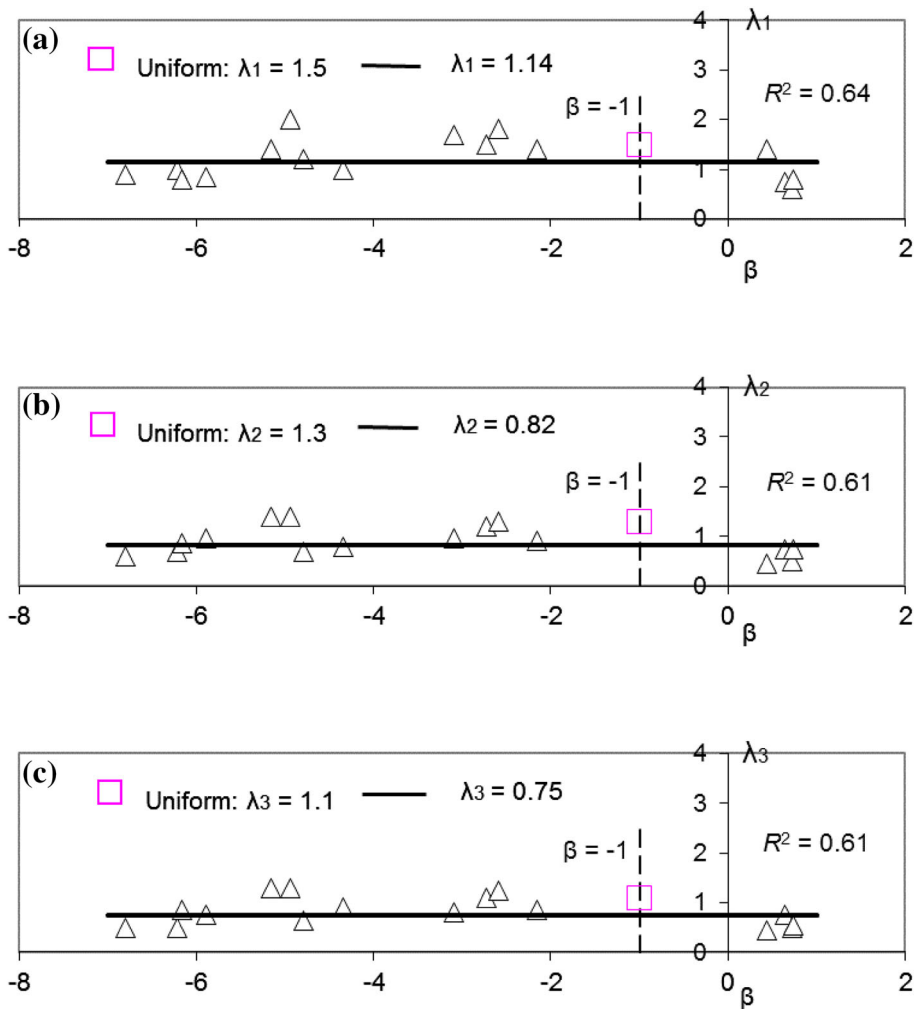 (a)
4
λ1
Uniform: λ1 = 1.5
λ1 = 1.14
3
β = -1
R² = 0.64
2
1
0
-8
-6
-4
-2
0
2
β
(b)
4
λ2
Uniform: λ2 = 1.3
λ2 = 0.82
3
β = -1
R² = 0.61
2
1
0
-8
-6
-4
-2
0
2
β
(c)
4
λ3
Uniform: λ3 = 1.1
λ3 = 0.75
3
β = -1
R² = 0.61
2
1
0
-8
-6
-4
-2
0
2
β